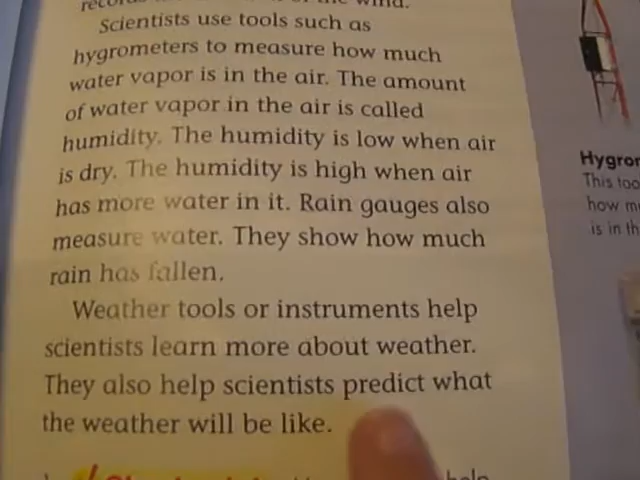 of the wind.
Scientists use tools such as
hygrometers to measure how much
water vapor is in the air. The amount
of water vapor in the air is called
humidity. The humidity is low when air
is dry. The humidity is high when air
has more water in it. Rain gauges also
measure water. They show how much
rain has fallen.
Weather tools or instruments help
scientists learn more about weather.
They also help scientists predict what
the weather will be like.
help
This
how
is in